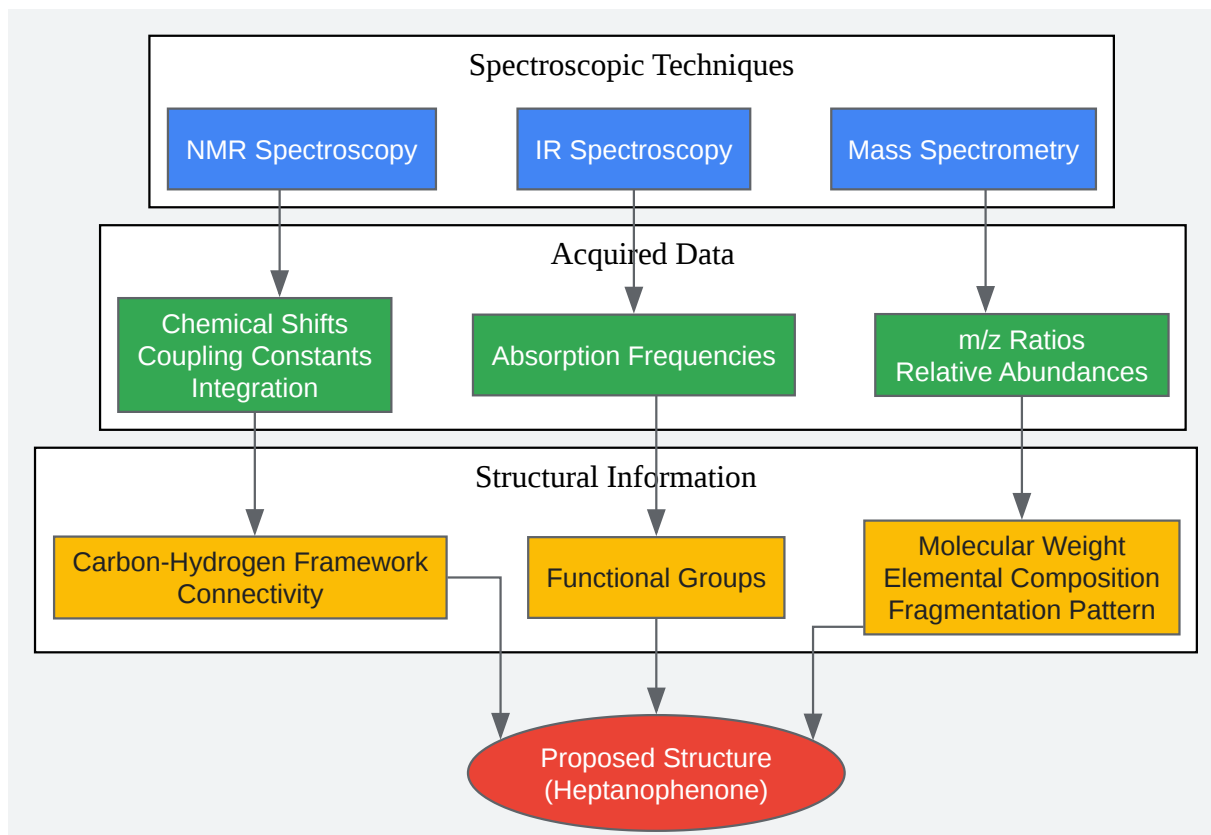 Spectroscopic Techniques
NMR Spectroscopy
IR Spectroscopy
Mass Spectrometry
Acquired Data
Chemical Shifts
Coupling Constants
Integration
Absorption Frequencies
m/z Ratios
Relative Abundances
Structural Information
Carbon-Hydrogen Framework
Connectivity
Functional Groups
Molecular Weight
Elemental Composition
Fragmentation Pattern
Proposed Structure
(Heptanophenone)